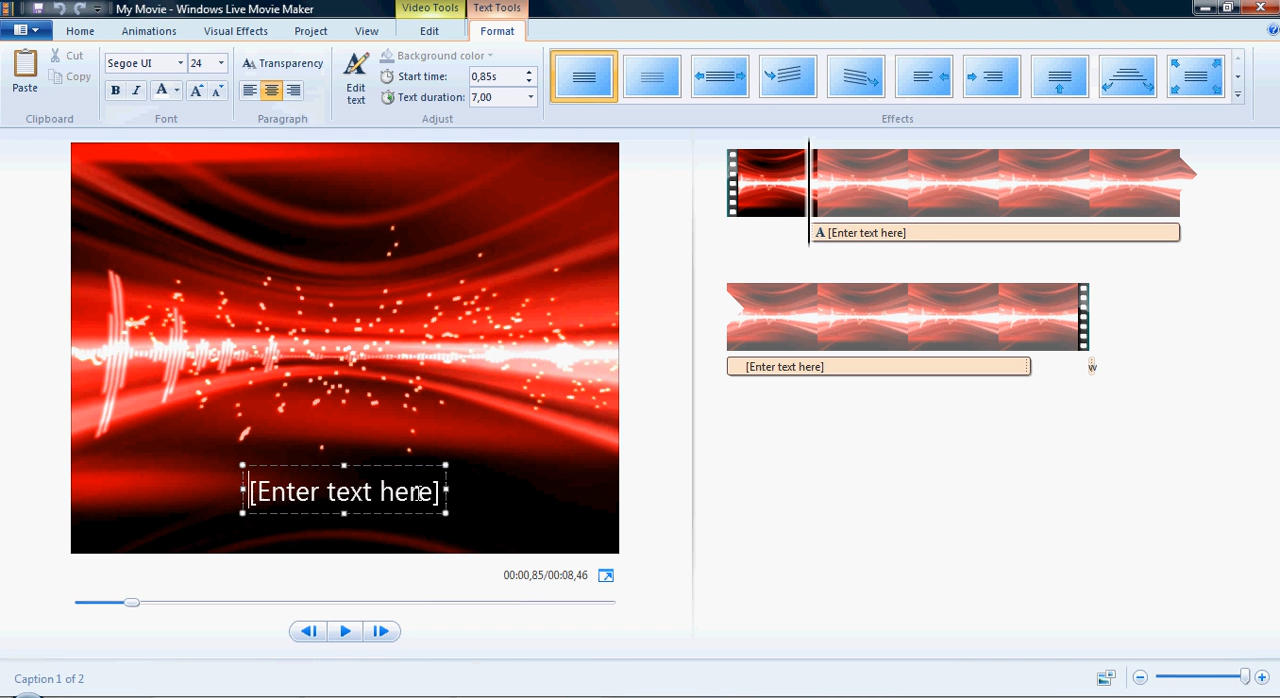 My Movie - Windows Live Movie Maker
Video Tools
Text Tools
Home
Animations
Visual Effects
Project
View
Edit
Format
Paste
Cut
Copy
Clipboard
Segoe UI
24
B I A A A
Font
Transparency
Paragraph
Edit text
Background color
Start time: 0,85s
Text duration: 7,00
Adjust
Effects
[Enter text here]
00:00,85/00:08,46
A [Enter text here]
[Enter text here]
W
Caption 1 of 2